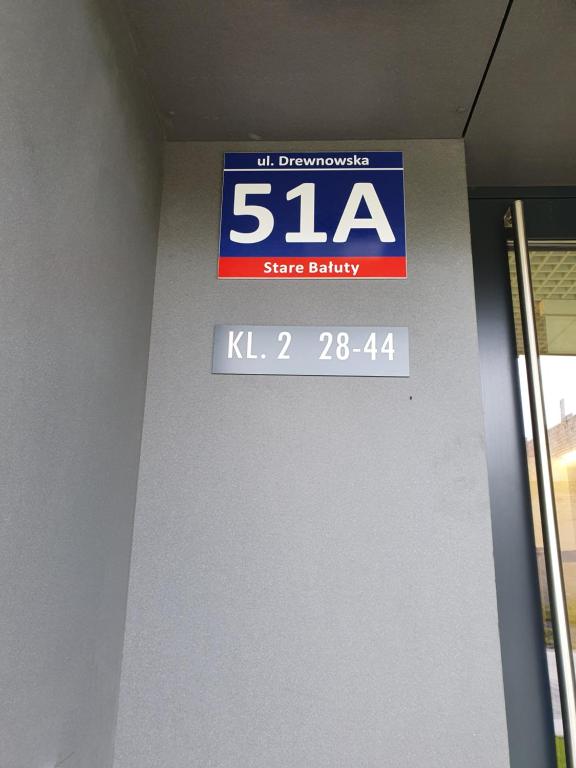 ul. Drewnowska
51A
Stare Bałuty
KL. 2 28-44